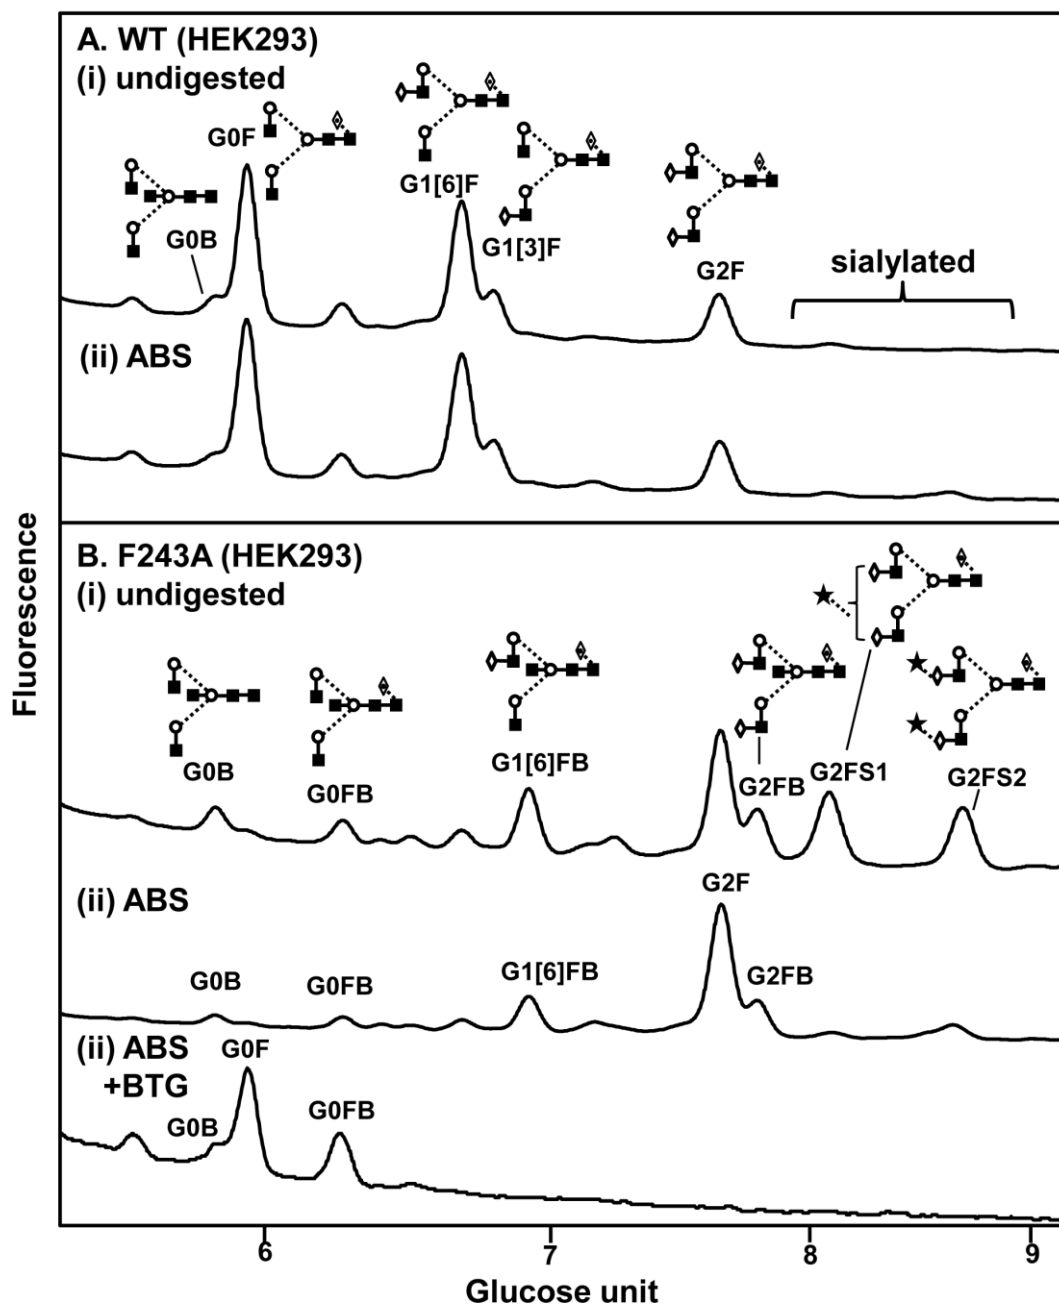 A. WT (HEK293)
(i) undigested
G0F
G0B
G1[6]F
G1[3]F
G2F
sialylated
(ii) ABS
Fluorescence
B. F243A (HEK293)
(i) undigested
G0B
G0FB
G1[6]FB
G2FB
G2FS1
G2FS2
(ii) ABS
G0B
G0FB
G1[6]FB
G2F
G2FB
(ii) ABS
+BTG
G0F
G0B
G0FB
6 7 8 9
Glucose unit